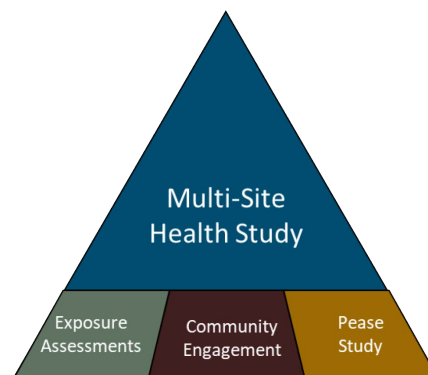 Multi-Site
Health Study
Exposure
Assessments
Community
Engagement
Pease
Study